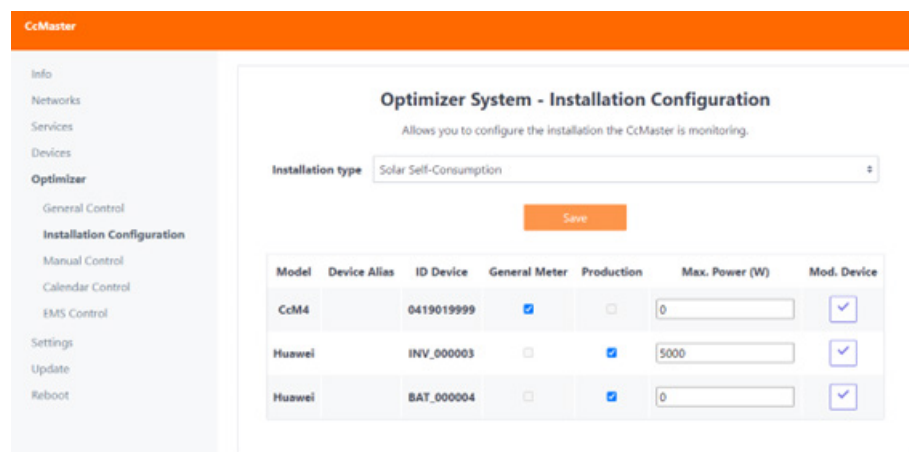 CcMaster
Info
Networks
Services
Devices
Optimizer
General Control
Installation Configuration
Manual Control
Calendar Control
EMS Control
Settings
Update
Reboot
Optimizer System - Installation Configuration
Allows you to configure the installation the CcMaster is monitoring.
Installation type Solar Self-Consumption
Save
Model Device Alias ID Device General Meter Production Max. Power (W) Mod. Device
CcM4 0419019999 0
Huawei INV_000003 5000
Huawei BAT_000004 0